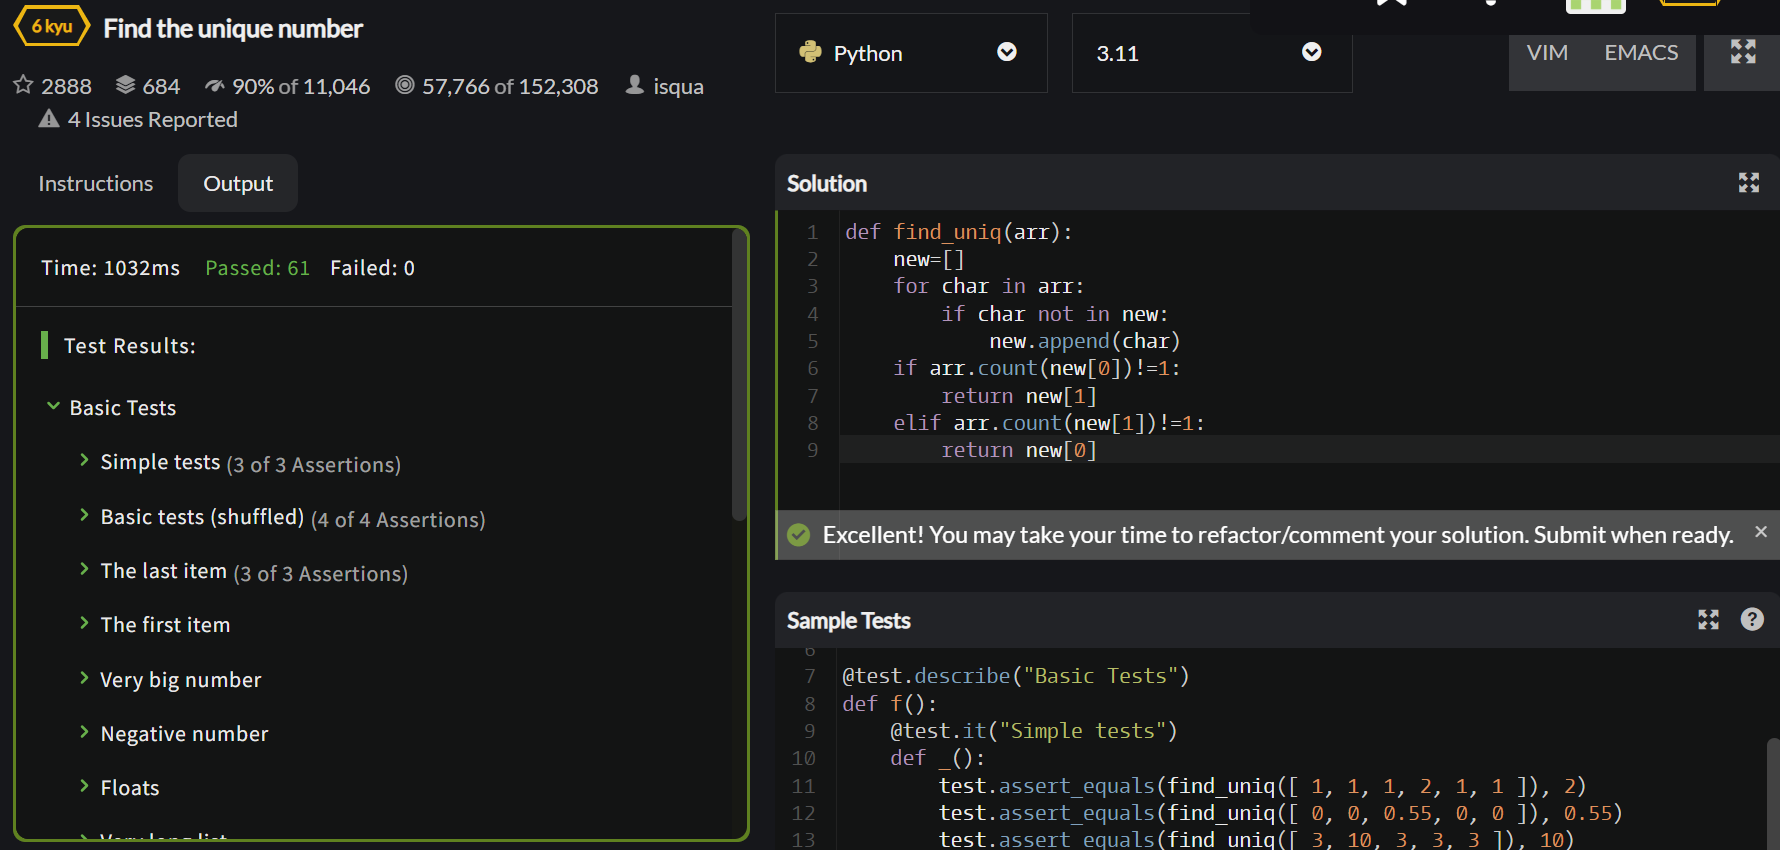 6 kyu Find the unique number
2888 684 90% of 11,046 57,766 of 152,308 isqua
4 Issues Reported
Instructions Output
Time: 1032ms Passed: 61 Failed: 0
Test Results:
Basic Tests
Simple tests (3 of 3 Assertions)
Basic tests (shuffled) (4 of 4 Assertions)
The last item (3 of 3 Assertions)
The first item
Very big number
Negative number
Floats
Very long list
Python 3.11 VIM EMACS
Solution
1 def find_uniq(arr):
2     new=[]
3     for char in arr:
4         if char not in new:
5             new.append(char)
6     if arr.count(new[0])!=1:
7         return new[1]
8     elif arr.count(new[1])!=1:
9         return new[0]
Excellent! You may take your time to refactor/comment your solution. Submit when ready. ×
Sample Tests ?
6
7 @test.describe("Basic Tests")
8 def f():
9     @test.it("Simple tests")
10     def _():
11         test.assert_equals(find_uniq([ 1, 1, 1, 2, 1, 1 ]), 2)
12         test.assert_equals(find_uniq([ 0, 0, 0.55, 0, 0 ]), 0.55)
13         test.assert_equals(find_uniq([ 3, 10, 3, 3, 3 ]), 10)